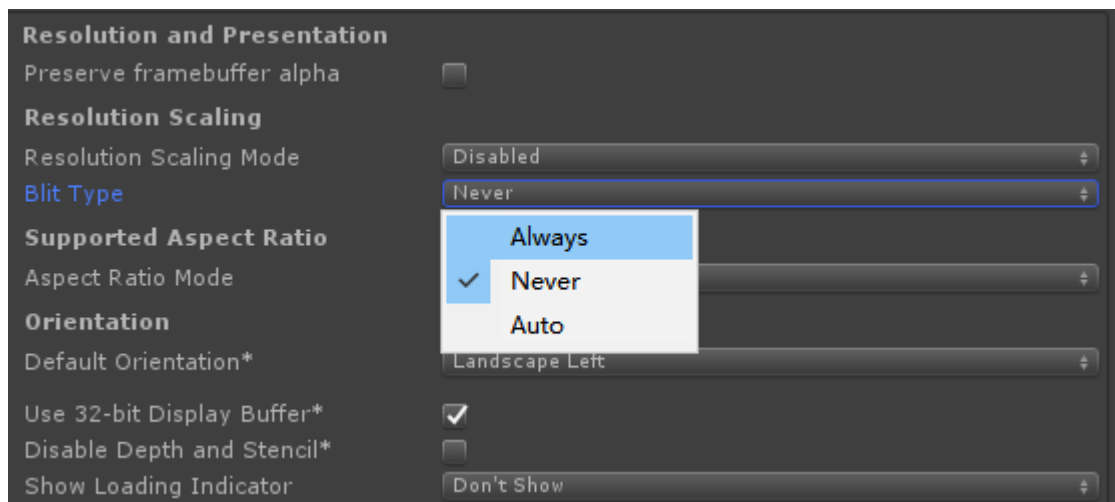 Resolution and Presentation
Preserve framebuffer alpha
Resolution Scaling
Resolution Scaling Mode Disabled
Blit Type Never
Supported Aspect Ratio Always
Aspect Ratio Mode Never
Orientation Auto
Default Orientation* Landscape Left
Use 32-bit Display Buffer*
Disable Depth and Stencil*
Show Loading Indicator Don't Show